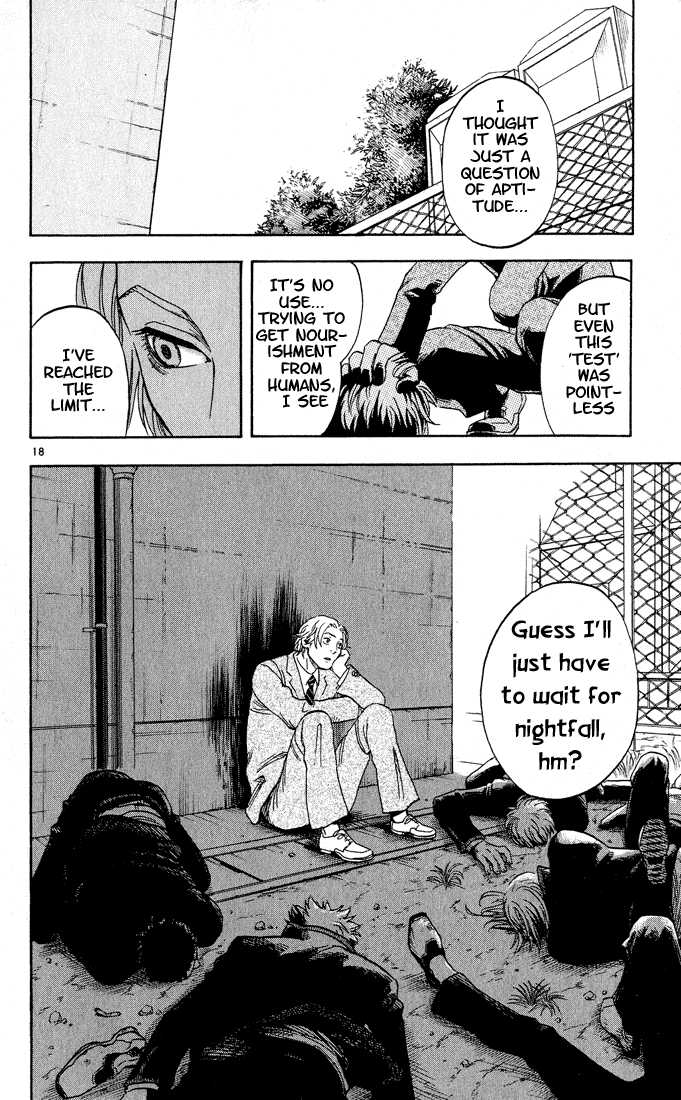 I
THOUGHT
IT WAS
JUST A
QUESTION
OF APTI-
TUDE...
BUT
EVEN
THIS
'TEST'
WAS
POINT-
LESS
IT'S NO
USE...
TRYING TO
GET NOUR-
ISHMENT
FROM
HUMANS,
I SEE
I'VE
REACHED
THE
LIMIT...
18
Guess I'll
just have
to wait for
nightfall,
hm?